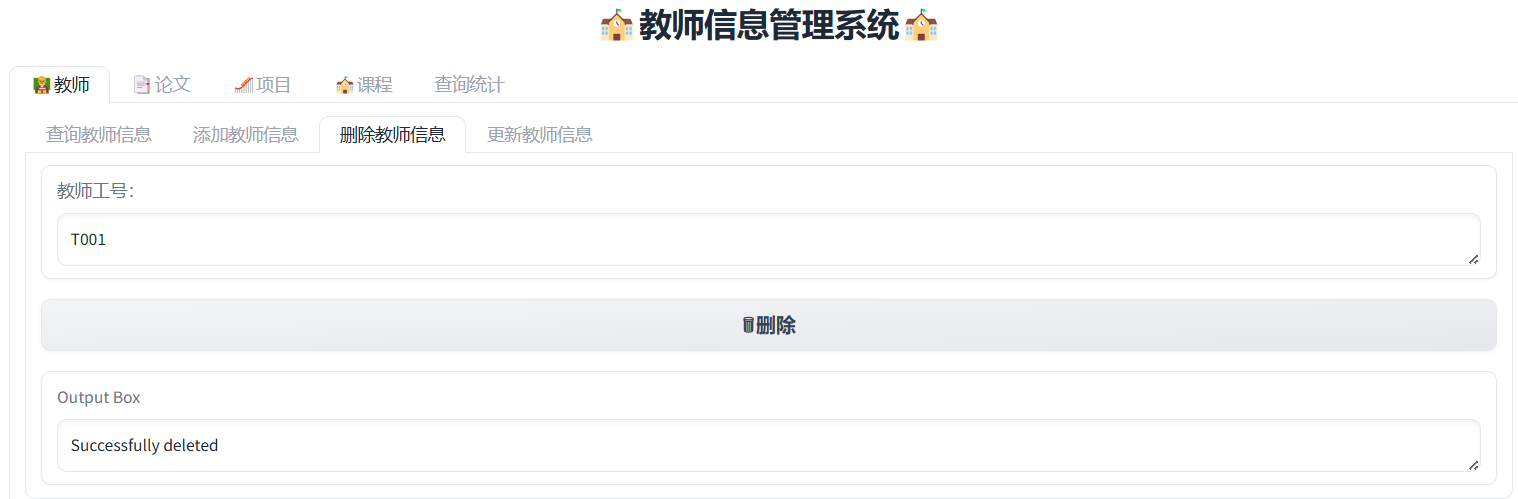 🏫教师信息管理系统🏫
👩‍🏫教师 📑论文 🎢项目 🏫课程 查询统计
查询教师信息 添加教师信息 删除教师信息 更新教师信息
教师工号:
T001
🗑删除
Output Box
Successfully deleted